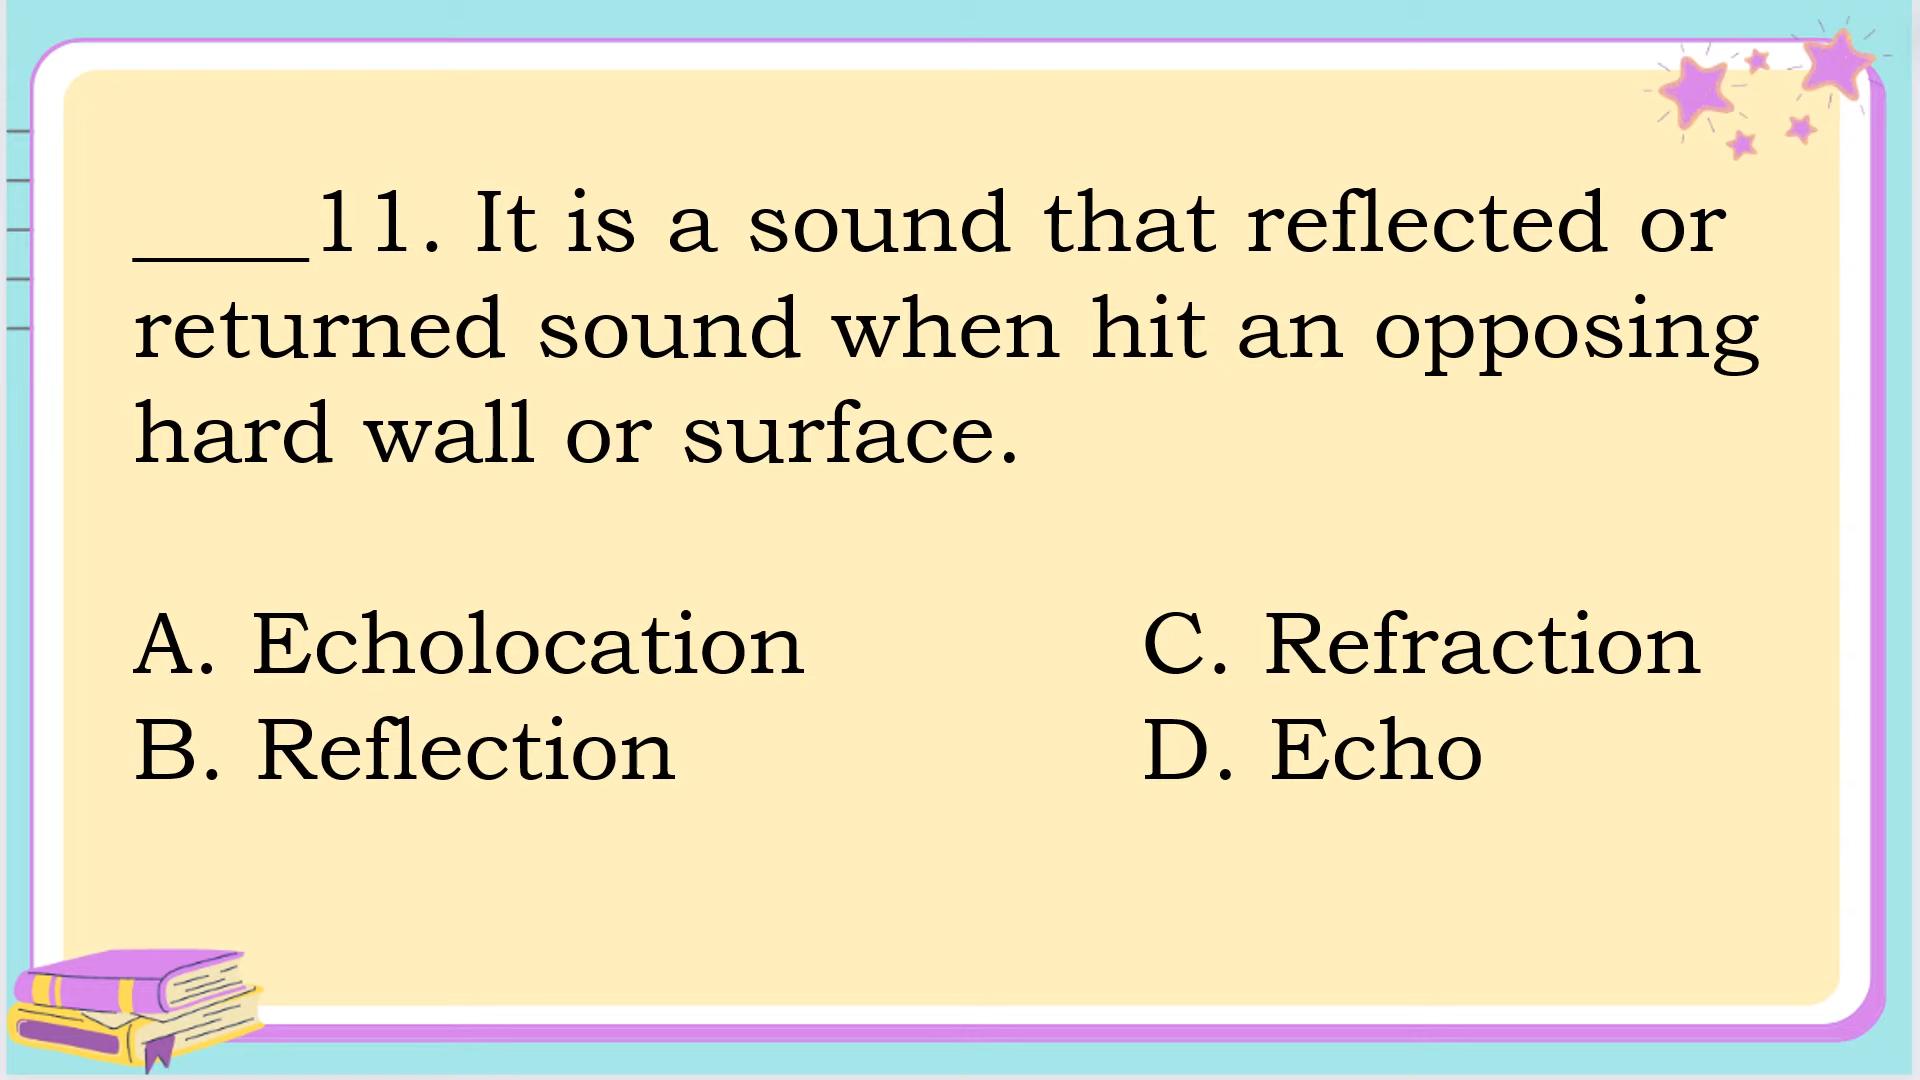 ____11. It is a sound that reflected or
returned sound when hit an opposing
hard wall or surface.
A. Echolocation C. Refraction
B. Reflection D. Echo